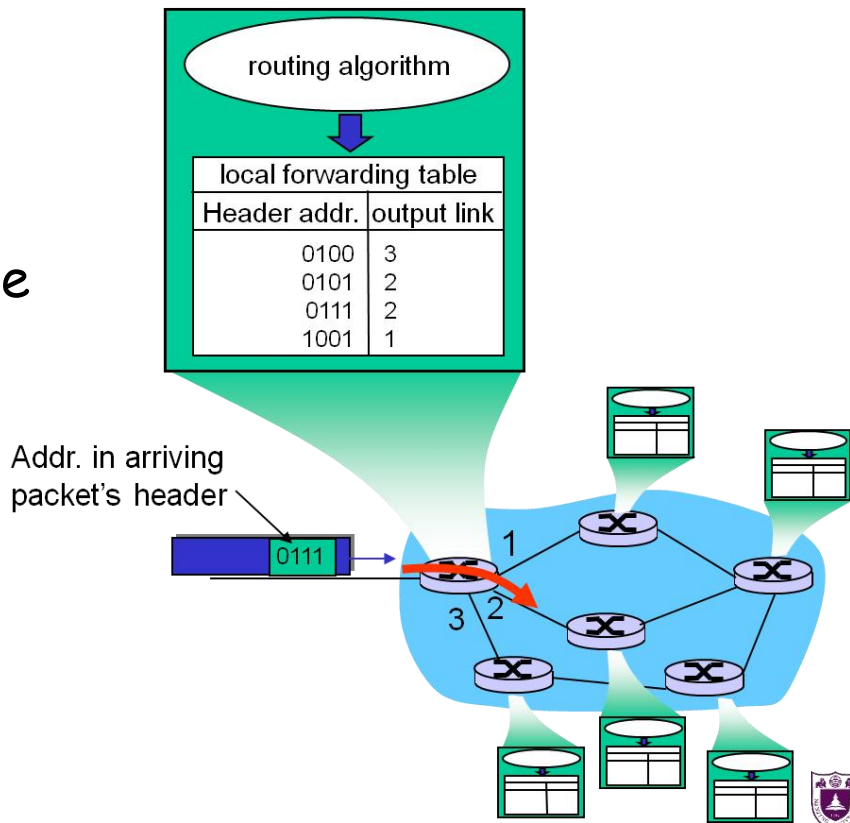 routing algorithm
local forwarding table
Header addr. output link
0100 3
0101 2
0111 2
1001 1
e
Addr. in arriving
packet's header
0111
1
2
3